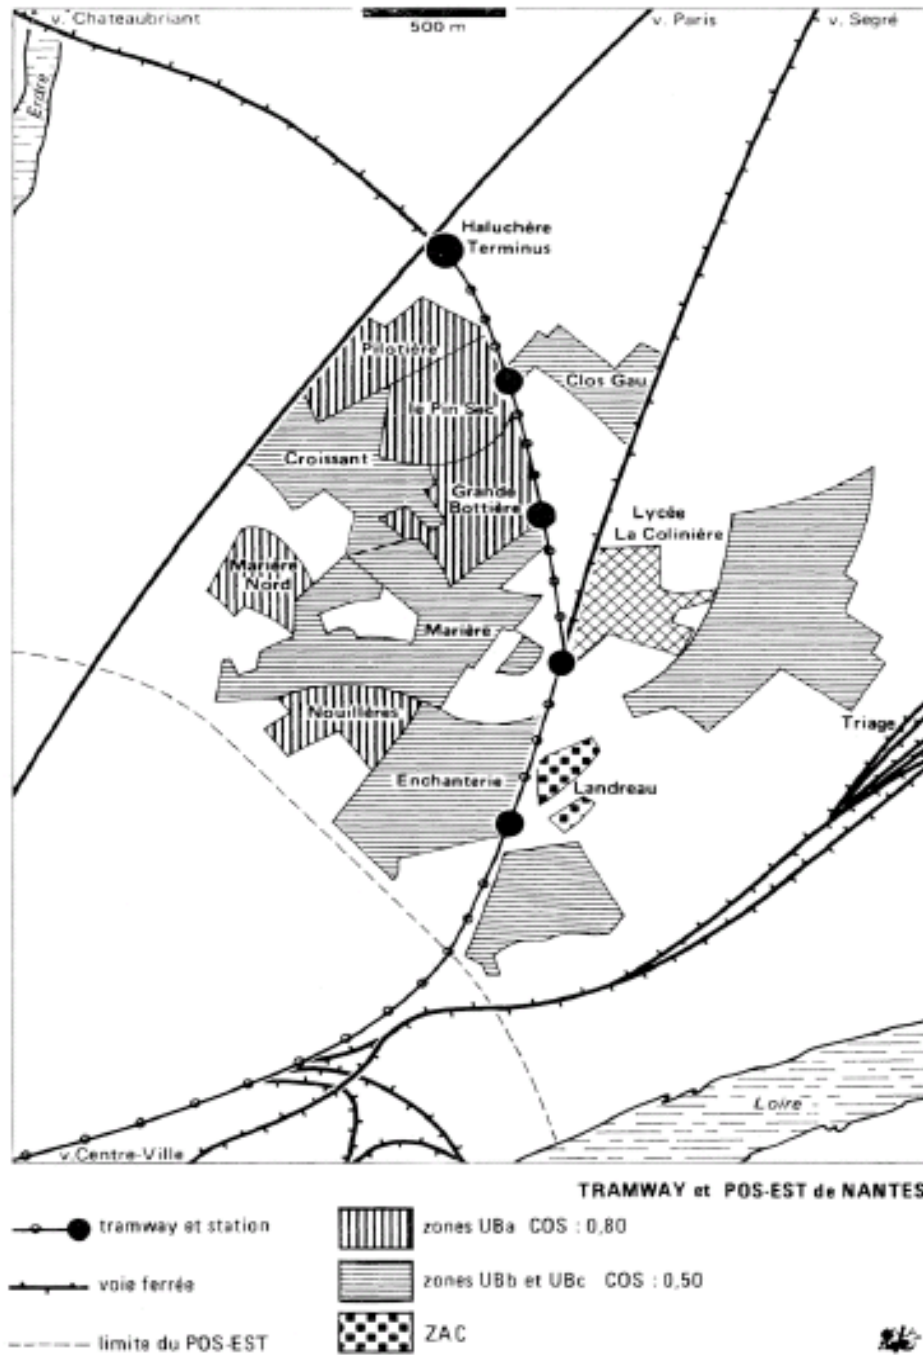 v. Chateaubriant
500 m
v. Paris
v. Segré
Erdre
Haluchère
Terminus
Pilotière
Clos Gau
le Pin Sec
Croissant
Grande
Bottière
Lycée
La Colinière
Marière
Nord
Marière
Nouillères
Triage
Enchanterie
Landreau
Loire
v. Centre-Ville
TRAMWAY et POS-EST de NANTES
tramway et station
zones UBa COS : 0,80
voie ferrée
zones UBb et UBc COS : 0,50
limite du POS-EST
ZAC